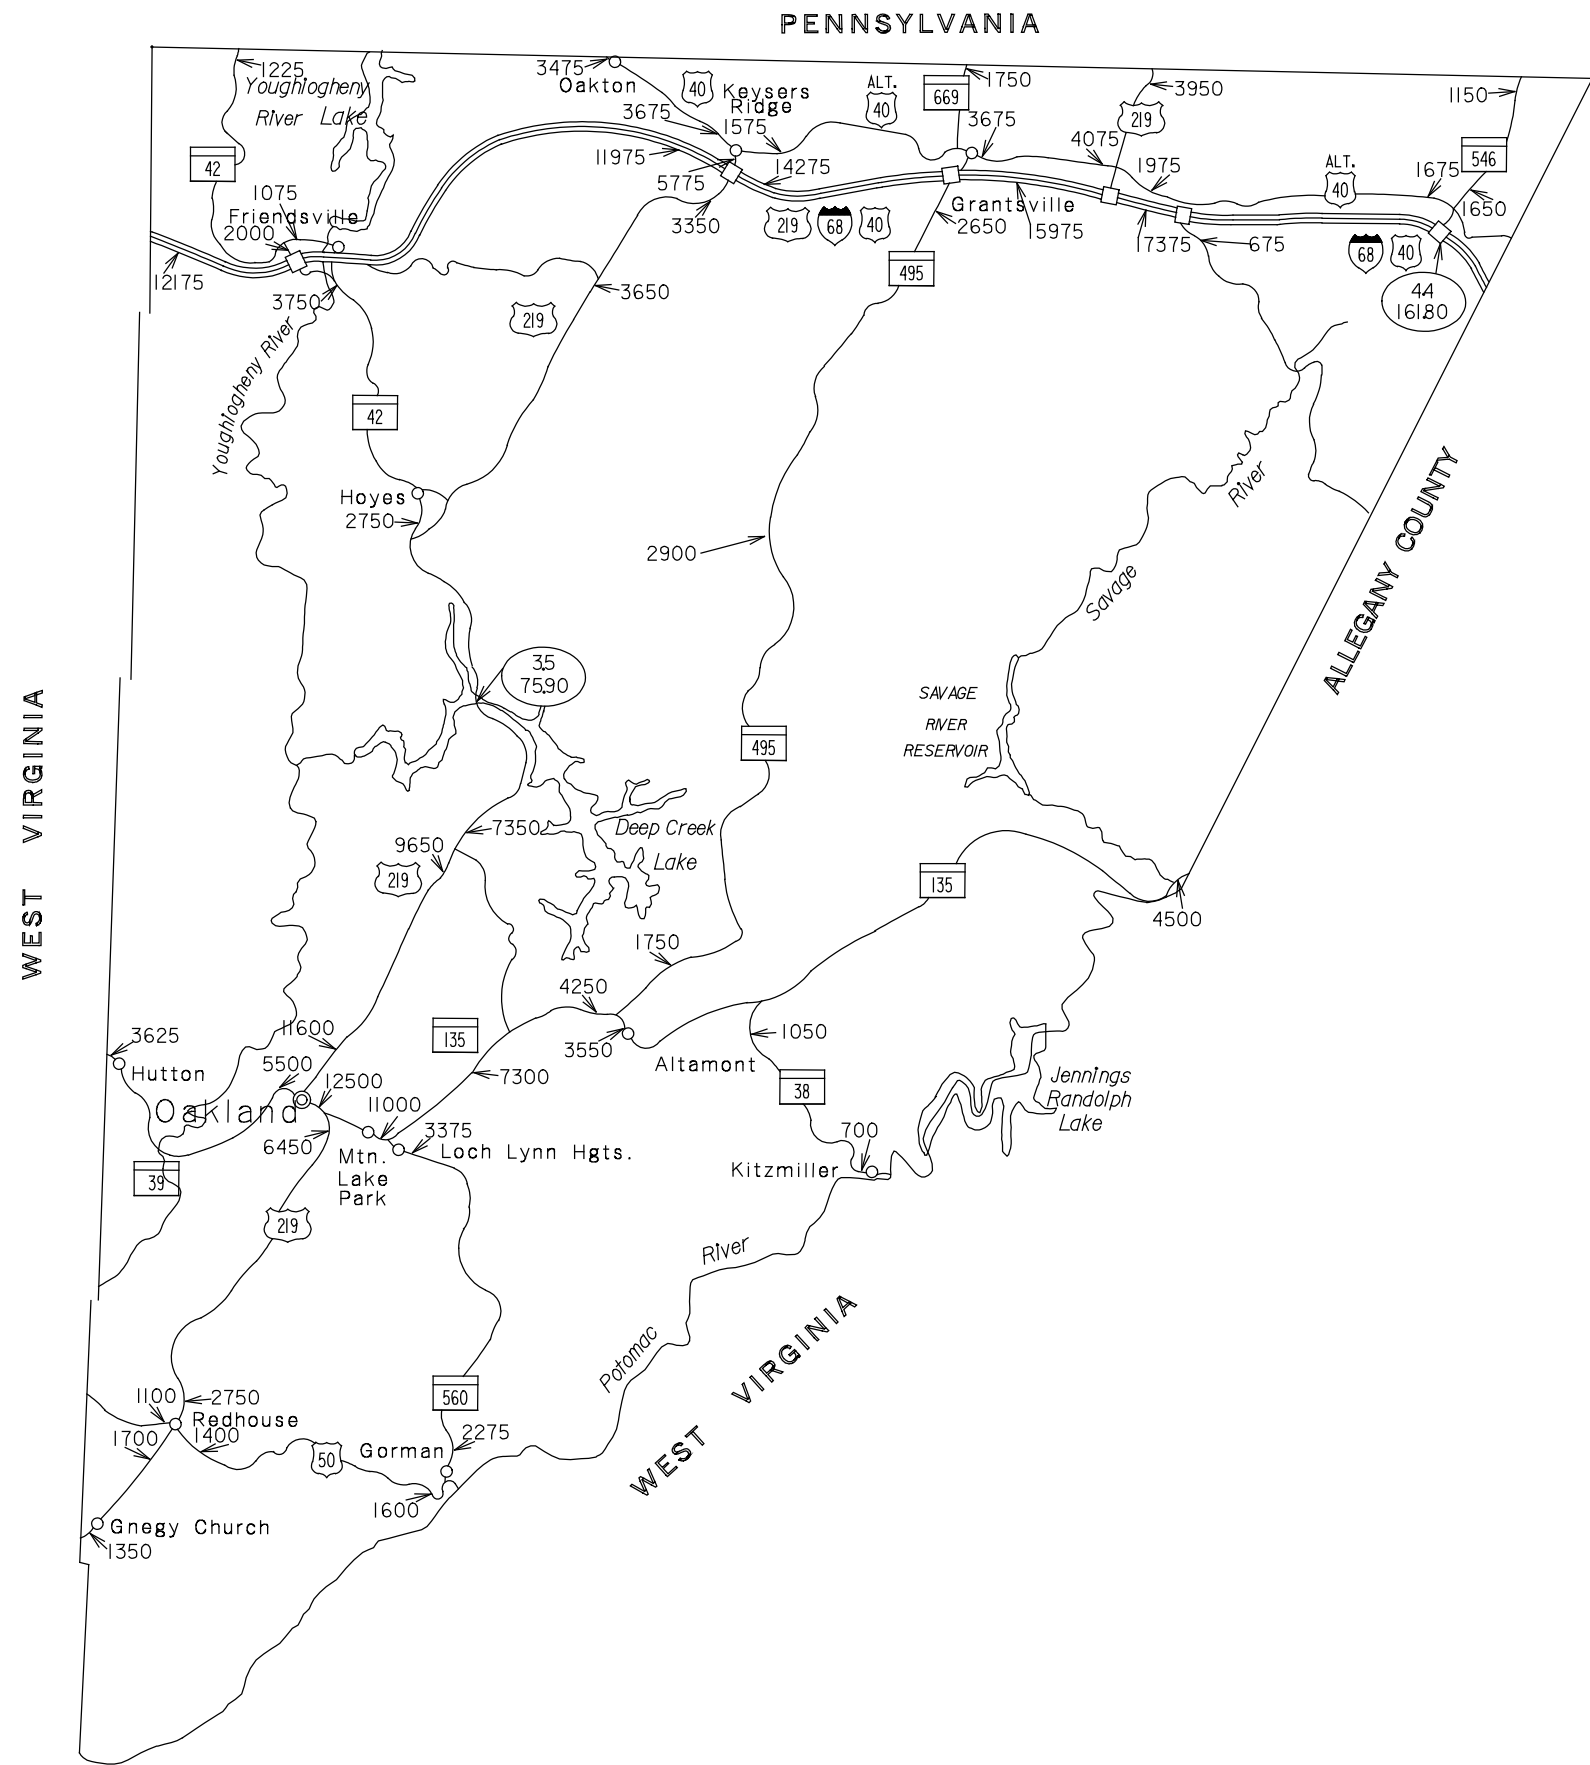 PENNSYLVANIA
1225
Youghiogheny
River Lake
3475
Oakton
40
Keysers
Ridge
ALT.
40
669
1750
3950
219
1150
546
42
3675
1575
3675
4075
11975
5775
14275
1975
ALT.
40
1675
1650
1075
Friendsville
2000
3350
219
68
40
Grantsville
2650
15975
17375
675
68
40
12175
495
3750
3650
219
44
16180
Youghiogheny River
42
Hoyes
2750
2900
River
Savage
ALLEGANY COUNTY
35
7590
SAVAGE
RIVER
RESERVOIR
495
WEST VIRGINIA
7350
9650
Deep Creek
Lake
219
135
4500
1750
4250
11600
135
3550
1050
3625
Hutton
5500
12500
7300
Altamont
38
Jennings
Randolph
Lake
Oakland
11000
6450
3375
Loch Lynn Hgts.
Mtn.
Lake
Park
700
Kitzmiller
39
219
River
Potomac
WEST VIRGINIA
560
1100
2750
Redhouse
1700
1400
Gorman
2275
50
1600
Gnegy Church
1350